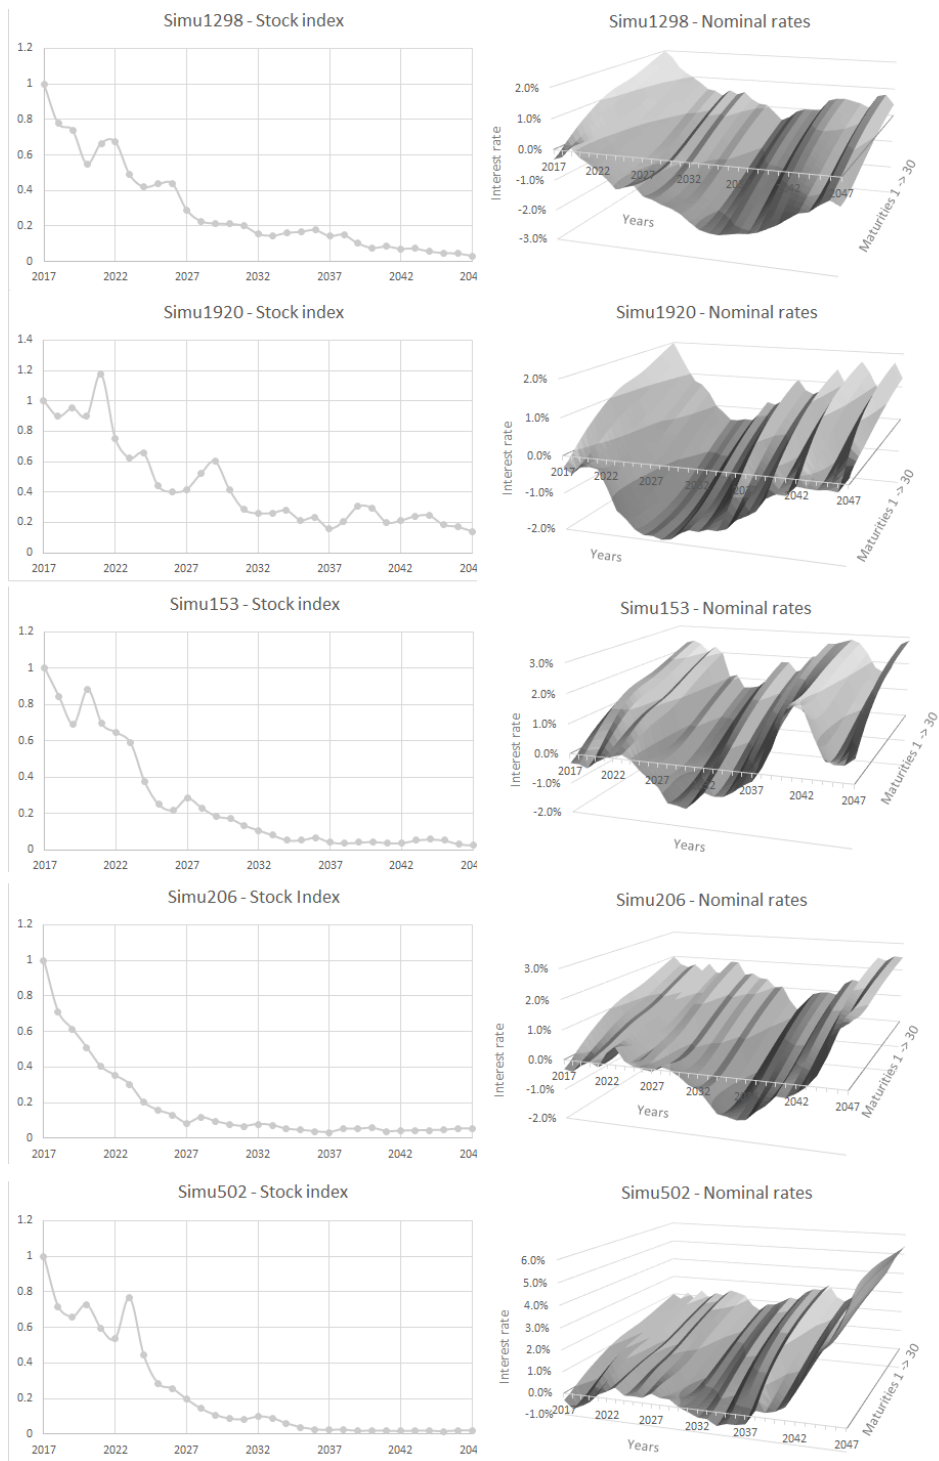 Simu1298 - Stock index
1.2
1
0.8
0.6
0.4
0.2
0
2017 2022 2027 2032 2037 2042 204
Simu1298 - Nominal rates
2.0%
1.0%
0.0%
-1.0%
-2.0%
-3.0%
Interest rate
2017 2022 2032 2042 2047
Years
Maturities 1 -> 30
Simu1920 - Stock index
1.4
1.2
1
0.8
0.6
0.4
0.2
0
2017 2022 2027 2032 2037 2042 204
Simu1920 - Nominal rates
2.0%
1.0%
0.0%
-1.0%
-2.0%
Interest rate
2017 2022 2027 2032 2042 2047
Years
Maturities 1 -> 30
Simu153 - Stock index
1.2
1
0.8
0.6
0.4
0.2
0
2017 2022 2027 2032 2037 2042 204
Simu153 - Nominal rates
3.0%
2.0%
1.0%
0.0%
-1.0%
-2.0%
Interest rate
2017 2022 2027 2037 2042 2047
Years
Maturities 1 -> 30
Simu206 - Stock Index
1.2
1
0.8
0.6
0.4
0.2
0
2017 2022 2027 2032 2037 2042 204
Simu206 - Nominal rates
3.0%
2.0%
1.0%
0.0%
-1.0%
-2.0%
Interest rate
2017 2022 2027 2042 2047
Years
Maturities 1 -> 30
Simu502 - Stock index
1.2
1
0.8
0.6
0.4
0.2
0
2017 2022 2027 2032 2037 2042 204
Simu502 - Nominal rates
6.0%
5.0%
4.0%
3.0%
2.0%
1.0%
0.0%
-1.0%
Interest rate
2017 2022 2027 2032 2037 2042 2047
Years
Maturities 1 -> 30